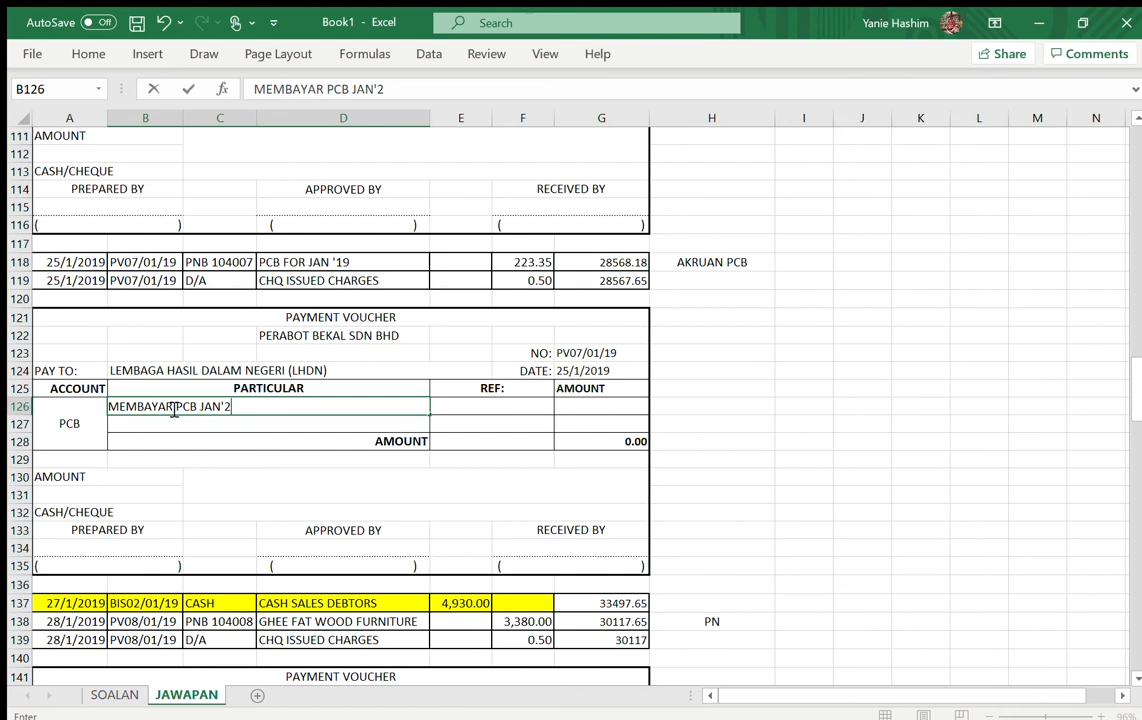 AutoSave Off Book1 - Excel Search Yanie Hashim
File Home Insert Draw Page Layout Formulas Data Review View Help Share Comments
B126 fx MEMBAYAR PCB JAN'2
A B C D E F G H I J K L M N
111 AMOUNT
112
113 CASH/CHEQUE
114 PREPARED BY APPROVED BY RECEIVED BY
115
116 ( ) ( ) ( )
117
118 25/1/2019 PV07/01/19 PNB 104007 PCB FOR JAN '19 223.35 28568.18 AKRUAN PCB
119 25/1/2019 PV07/01/19 D/A CHQ ISSUED CHARGES 0.50 28567.65
120
121 PAYMENT VOUCHER
122 PERABOT BEKAL SDN BHD
123 NO: PV07/01/19
124 PAY TO: LEMBAGA HASIL DALAM NEGERI (LHDN) DATE: 25/1/2019
125 ACCOUNT PARTICULAR REF: AMOUNT
126 MEMBAYAR PCB JAN'2
127 PCB
128 AMOUNT 0.00
129
130 AMOUNT
131
132 CASH/CHEQUE
133 PREPARED BY APPROVED BY RECEIVED BY
134
135 ( ) ( ) ( )
136
137 27/1/2019 BIS02/01/19 CASH CASH SALES DEBTORS 4,930.00 33497.65
138 28/1/2019 PV08/01/19 PNB 104008 GHEE FAT WOOD FURNITURE 3,380.00 30117.65 PN
139 28/1/2019 PV08/01/19 D/A CHQ ISSUED CHARGES 0.50 30117
140
141 PAYMENT VOUCHER
SOALAN JAWAPAN
Enter 96%